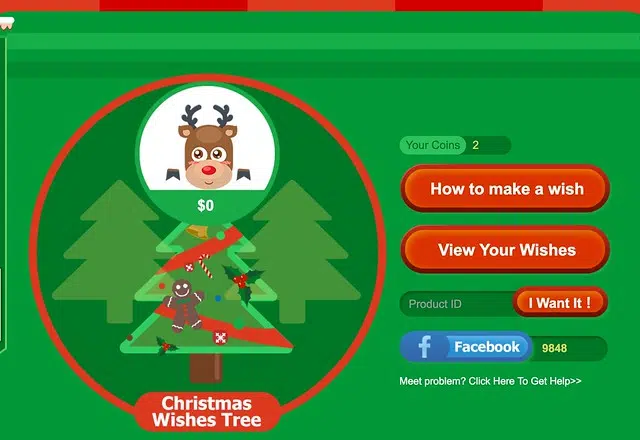 $0
Christmas
Wishes Tree
Your Coins 2
How to make a wish
View Your Wishes
Product ID I Want It !
f Facebook 9848
Meet problem? Click Here To Get Help>>